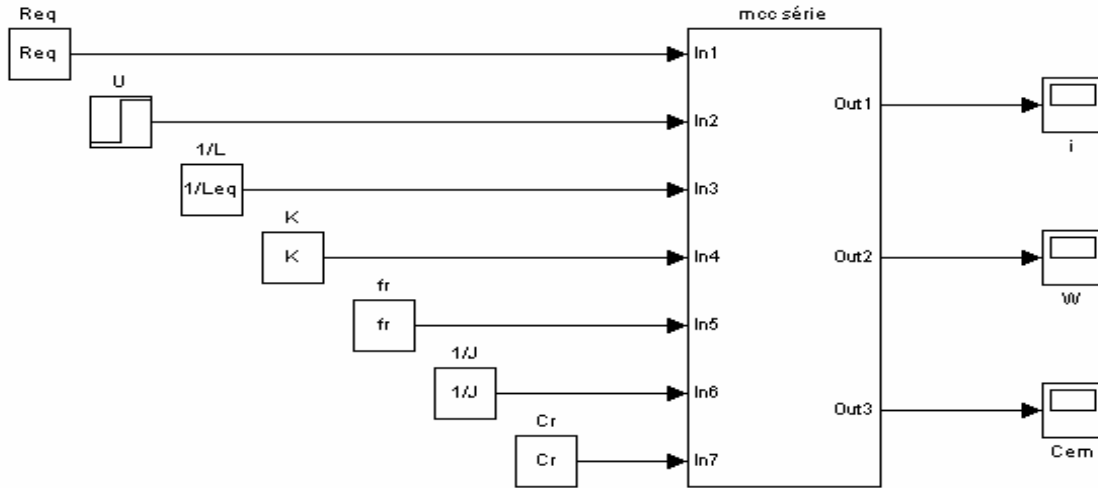 Req
Req
U
1/L
1/Leq
K
K
fr
fr
1/J
1/J
Cr
Cr
mcc série
In1
In2
In3
In4
In5
In6
In7
Out1
Out2
Out3
i
W
Cem